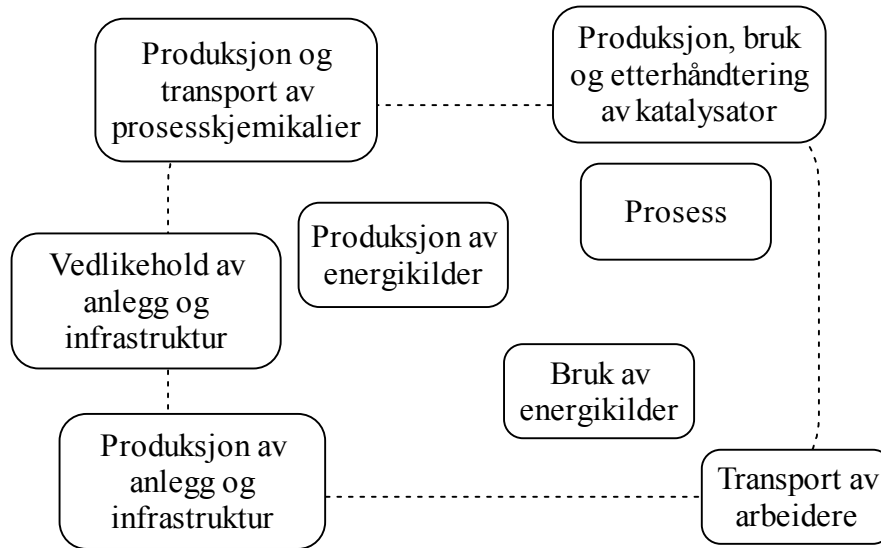 Produksjon og
transport av
prosesskjemikalier
Produksjon, bruk
og etterhåndtering
av katalysator
Prosess
Produksjon av
energikilder
Vedlikehold av
anlegg og
infrastruktur
Bruk av
energikilder
Produksjon av
anlegg og
infrastruktur
Transport av
arbeidere